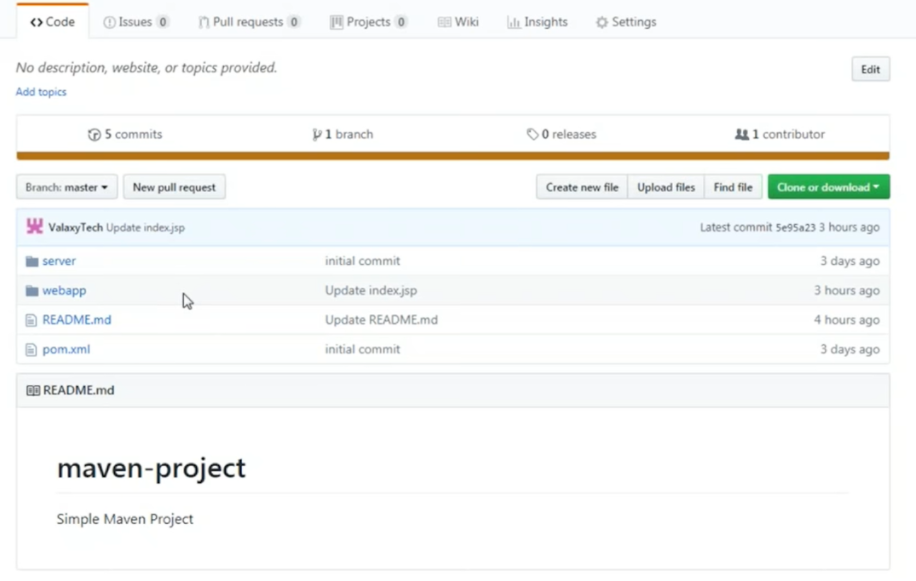 Code Issues 0 Pull requests 0 Projects 0 Wiki Insights Settings
No description, website, or topics provided. Edit
Add topics
5 commits 1 branch 0 releases 1 contributor
Branch: master New pull request Create new file Upload files Find file Clone or download
ValaxyTech Update index.jsp Latest commit 5e95a23 3 hours ago
server initial commit 3 days ago
webapp Update index.jsp 3 hours ago
README.md Update README.md 4 hours ago
pom.xml initial commit 3 days ago
README.md
maven-project
Simple Maven Project